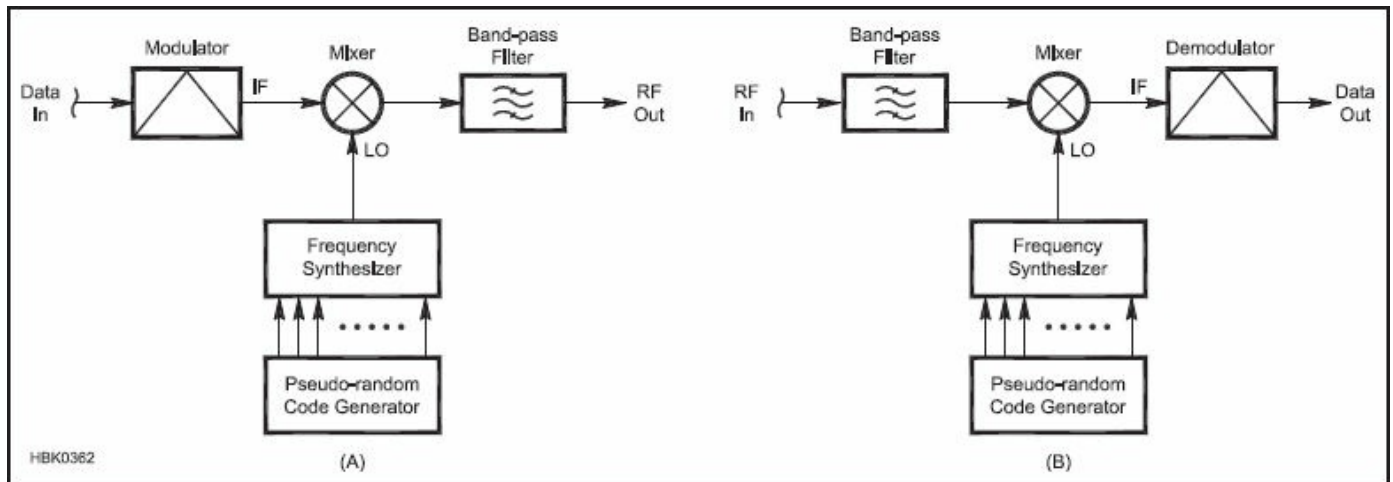 Modulator
Data
In
IF
Mixer
LO
Band-pass
Filter
RF
Out
Frequency
Synthesizer
Pseudo-random
Code Generator
(A)
RF
In
Band-pass
Filter
Mixer
LO
IF
Demodulator
Data
Out
Frequency
Synthesizer
Pseudo-random
Code Generator
(B)
HBK0362